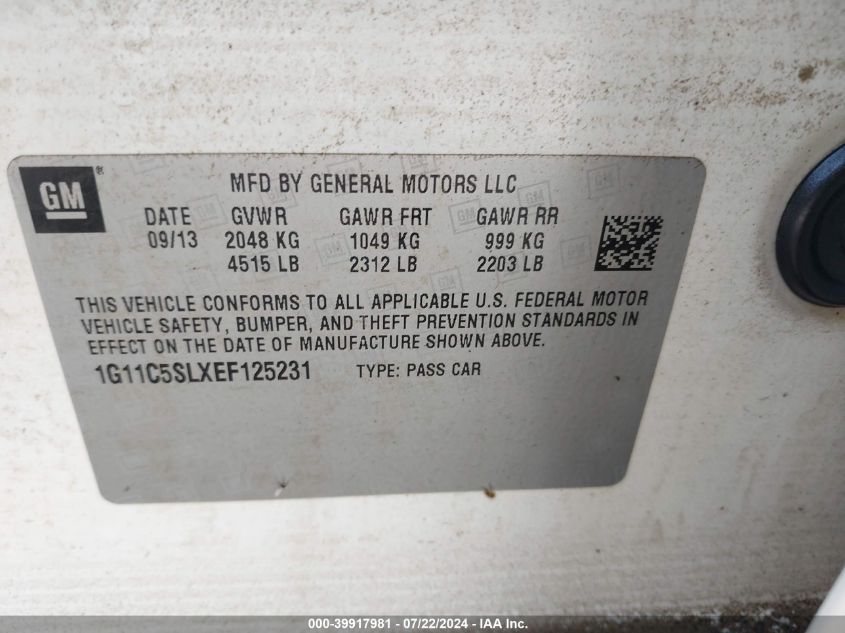 GM®
MFD BY GENERAL MOTORS LLC
DATE GVWR GAWR FRT GAWR RR
09/13 2048 KG 1049 KG 999 KG
4515 LB 2312 LB 2203 LB
THIS VEHICLE CONFORMS TO ALL APPLICABLE U.S. FEDERAL MOTOR
VEHICLE SAFETY, BUMPER, AND THEFT PREVENTION STANDARDS IN
EFFECT ON THE DATE OF MANUFACTURE SHOWN ABOVE.
1G11C5SLXEF125231 TYPE: PASS CAR
000-39917981 / 07/22/2024 - IAA Inc.